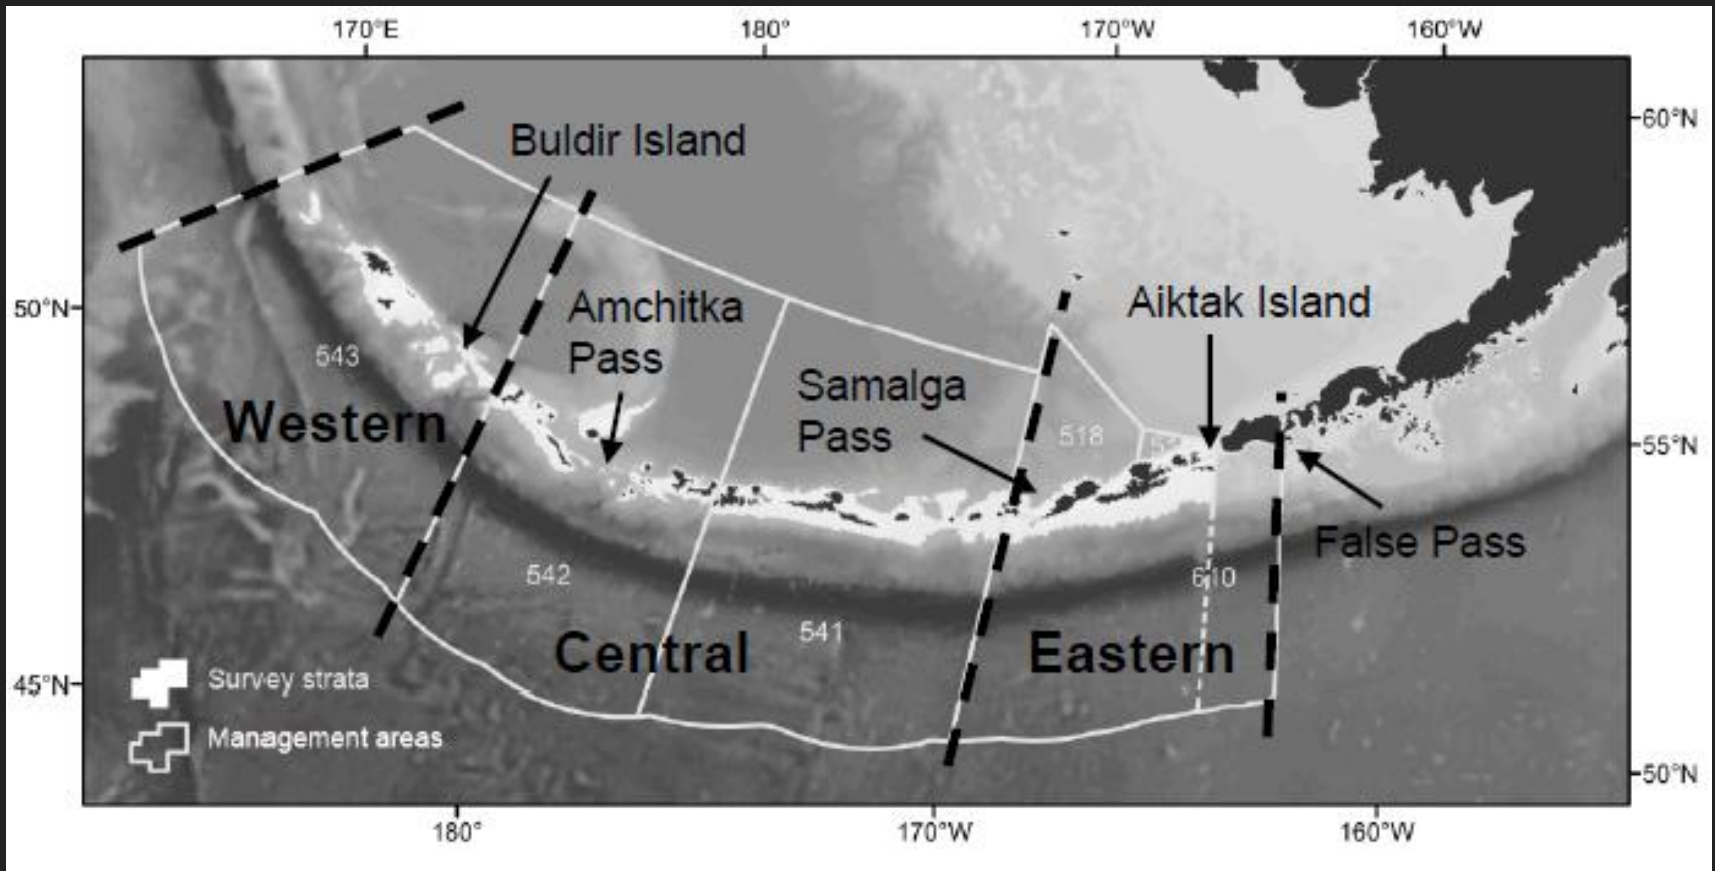 170°E
180°
170°W
160°W
60°N
Buldir Island
Amchitka
Pass
Aiktak Island
50°N
543
Samalga
Pass
Western
518
55°N
False Pass
542
610
541
Central
Eastern
45°N
Survey strata
Management areas
50°N
180°
170°W
160°W